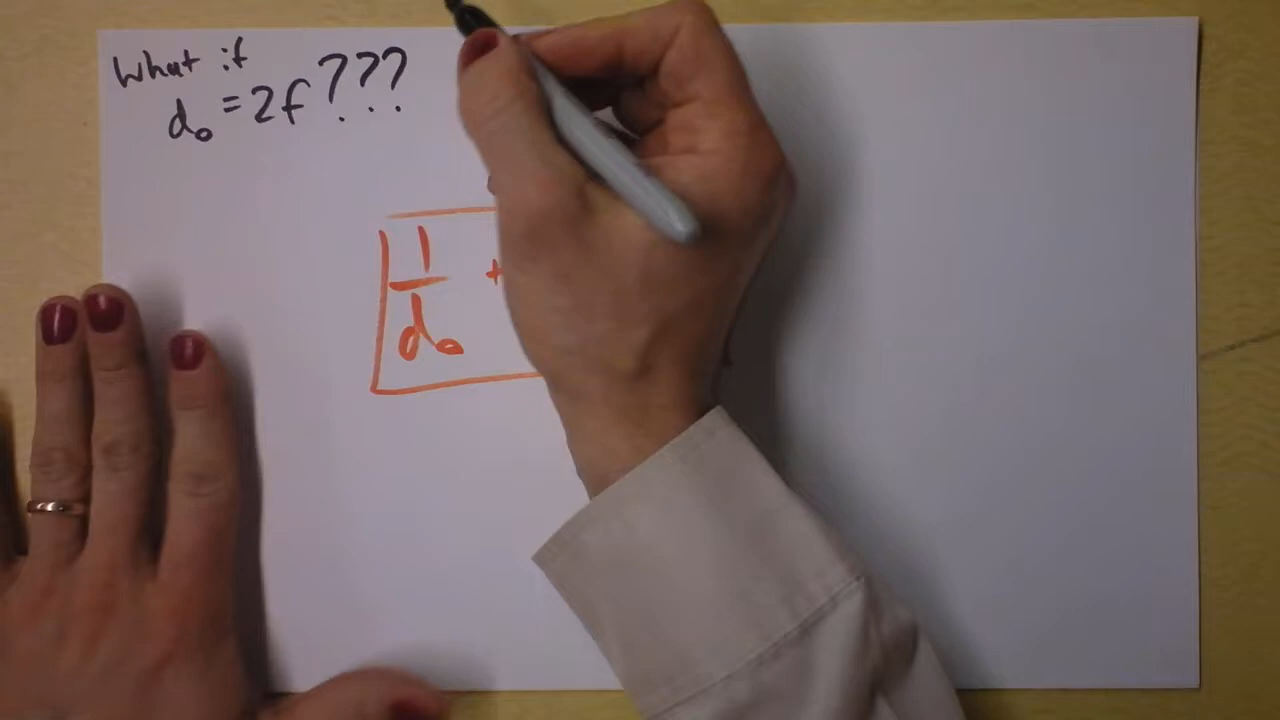 What if
d₀ = 2f???
1/d₀ +